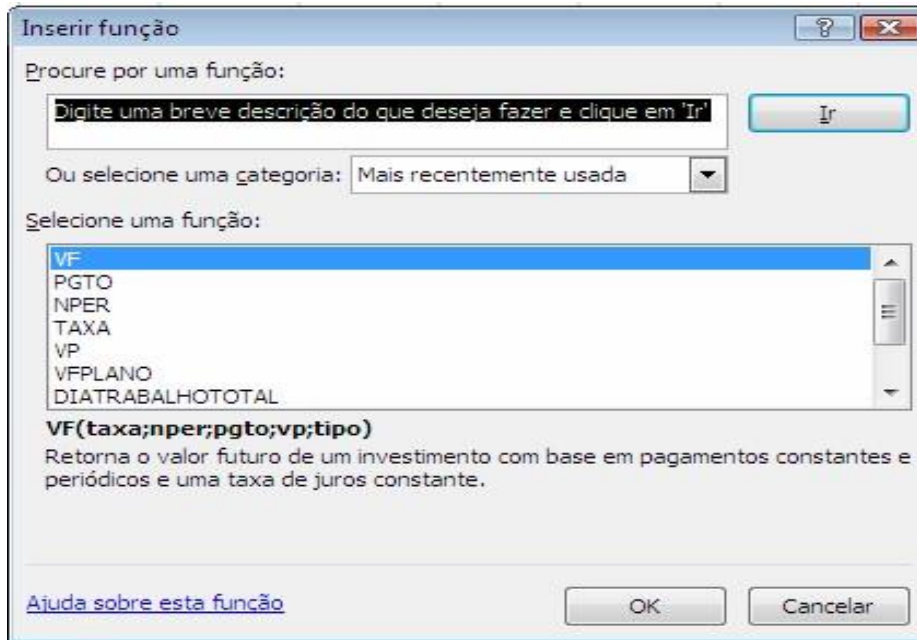 Inserir função
Procure por uma função:
Digite uma breve descrição do que deseja fazer e clique em 'Ir'
Ir
Ou selecione uma categoria: Mais recentemente usada
Selecione uma função:
VF
PGTO
NPER
TAXA
VP
VFPLANO
DIATRABALHOTOTAL
VF(taxa;nper;pgto;vp;tipo)
Retorna o valor futuro de um investimento com base em pagamentos constantes e
periódicos e uma taxa de juros constante.
Ajuda sobre esta função
OK
Cancelar